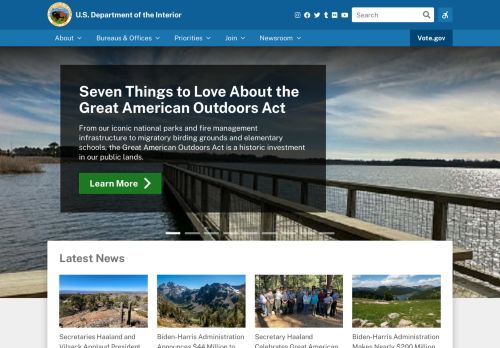 U.S. Department of the Interior
Search
About
Bureaus & Offices
Priorities
Join
Newsroom
Vote.gov
Seven Things to Love About the
Great American Outdoors Act
From our iconic national parks and fire management
infrastructure to migratory birding grounds and elementary
schools, the Great American Outdoors Act is a historic investment
in our public lands.
Learn More
Latest News
Secretaries Haaland and
Vilsack Applaud President
Biden-Harris Administration
Announces $44 Million to
Secretary Haaland
Celebrates Great American
Biden-Harris Administration
Makes Nearly $200 Million